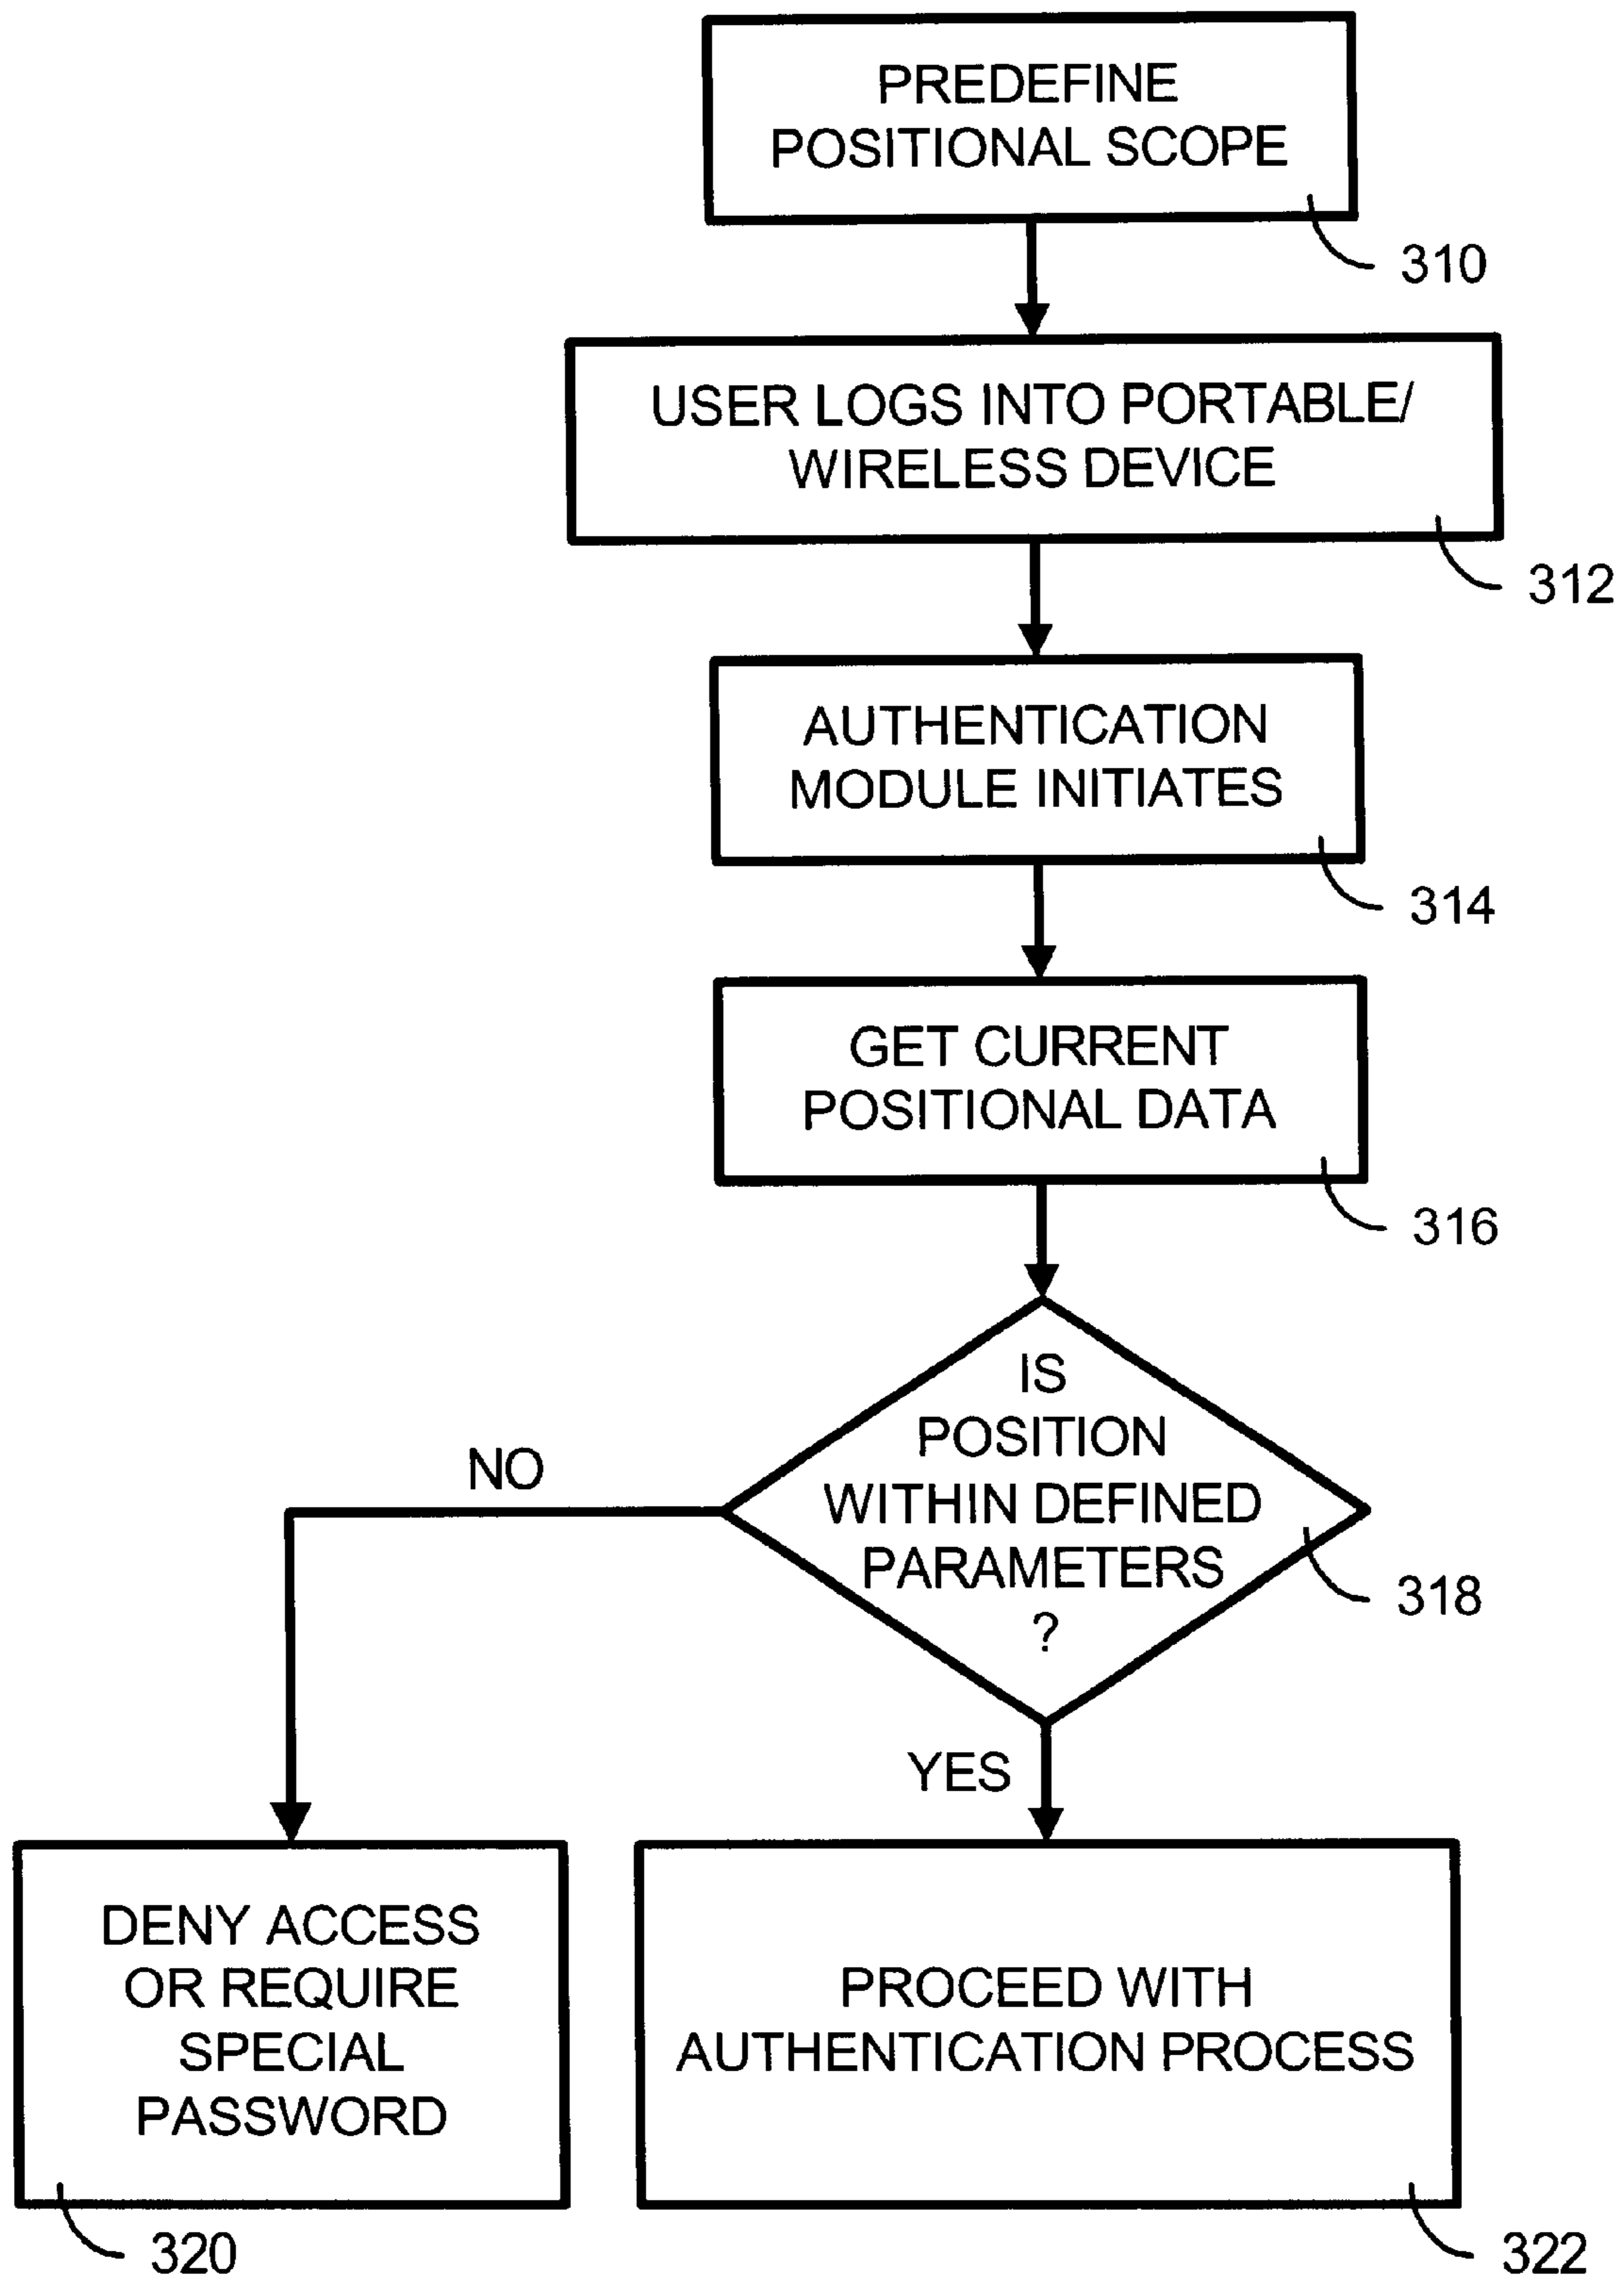 PREDEFINE
POSITIONAL SCOPE
310
USER LOGS INTO PORTABLE/
WIRELESS DEVICE
312
AUTHENTICATION
MODULE INITIATES
314
GET CURRENT
POSITIONAL DATA
316
IS
POSITION
WITHIN DEFINED
PARAMETERS
?
318
NO
YES
DENY ACCESS
OR REQUIRE
SPECIAL
PASSWORD
320
PROCEED WITH
AUTHENTICATION PROCESS
322